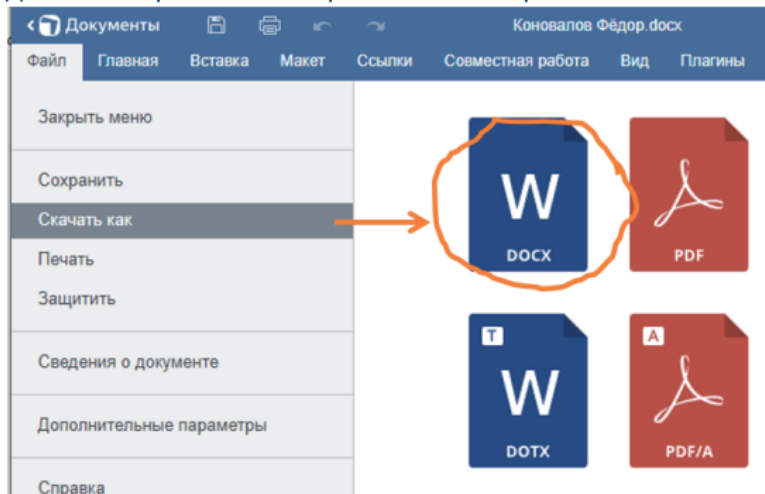 Документы
Коновалов Фёдор.docx
Файл Главная Вставка Макет Ссылки Совместная работа Вид Плагины
Закрыть меню
Сохранить
Скачать как
Печать
Защитить
Сведения о документе
Дополнительные параметры
Справка
W
DOCX
PDF
T
W
DOTX
A
PDF/A